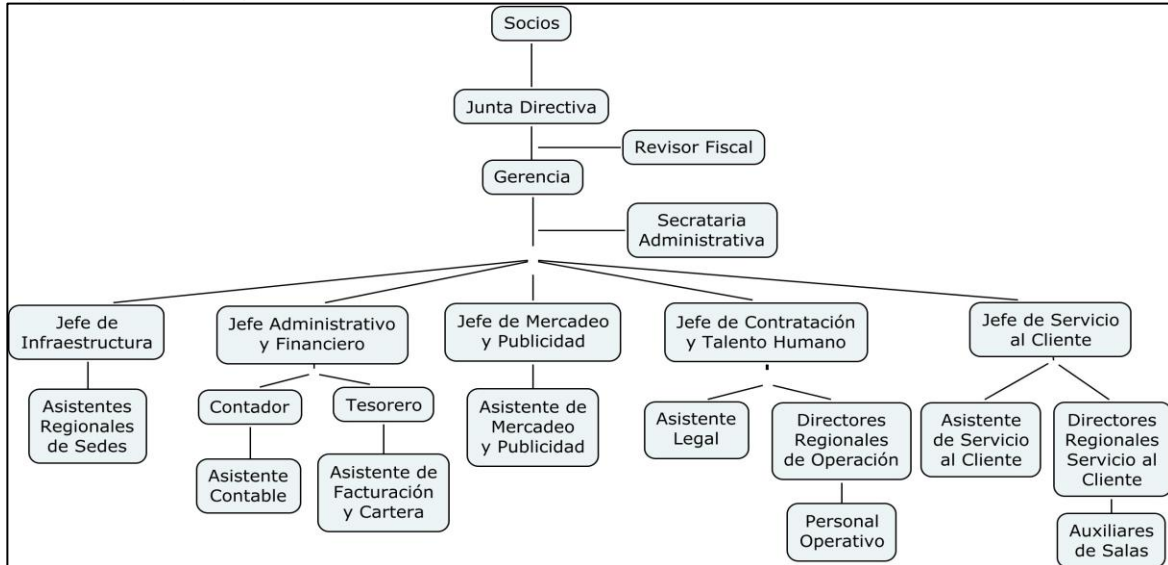 Socios
Junta Directiva
Revisor Fiscal
Gerencia
Secrataria
Administrativa
Jefe de
Infraestructura
Jefe Administrativo
y Financiero
Jefe de Mercadeo
y Publicidad
Jefe de Contratación
y Talento Humano
Jefe de Servicio
al Cliente
Asistentes
Regionales
de Sedes
Contador
Tesorero
Asistente de
Mercadeo
y Publicidad
Asistente
Legal
Directores
Regionales
de Operación
Asistente
de Servicio
al Cliente
Directores
Regionales
Servicio al
Cliente
Asistente
Contable
Asistente de
Facturación
y Cartera
Personal
Operativo
Auxiliares
de Salas